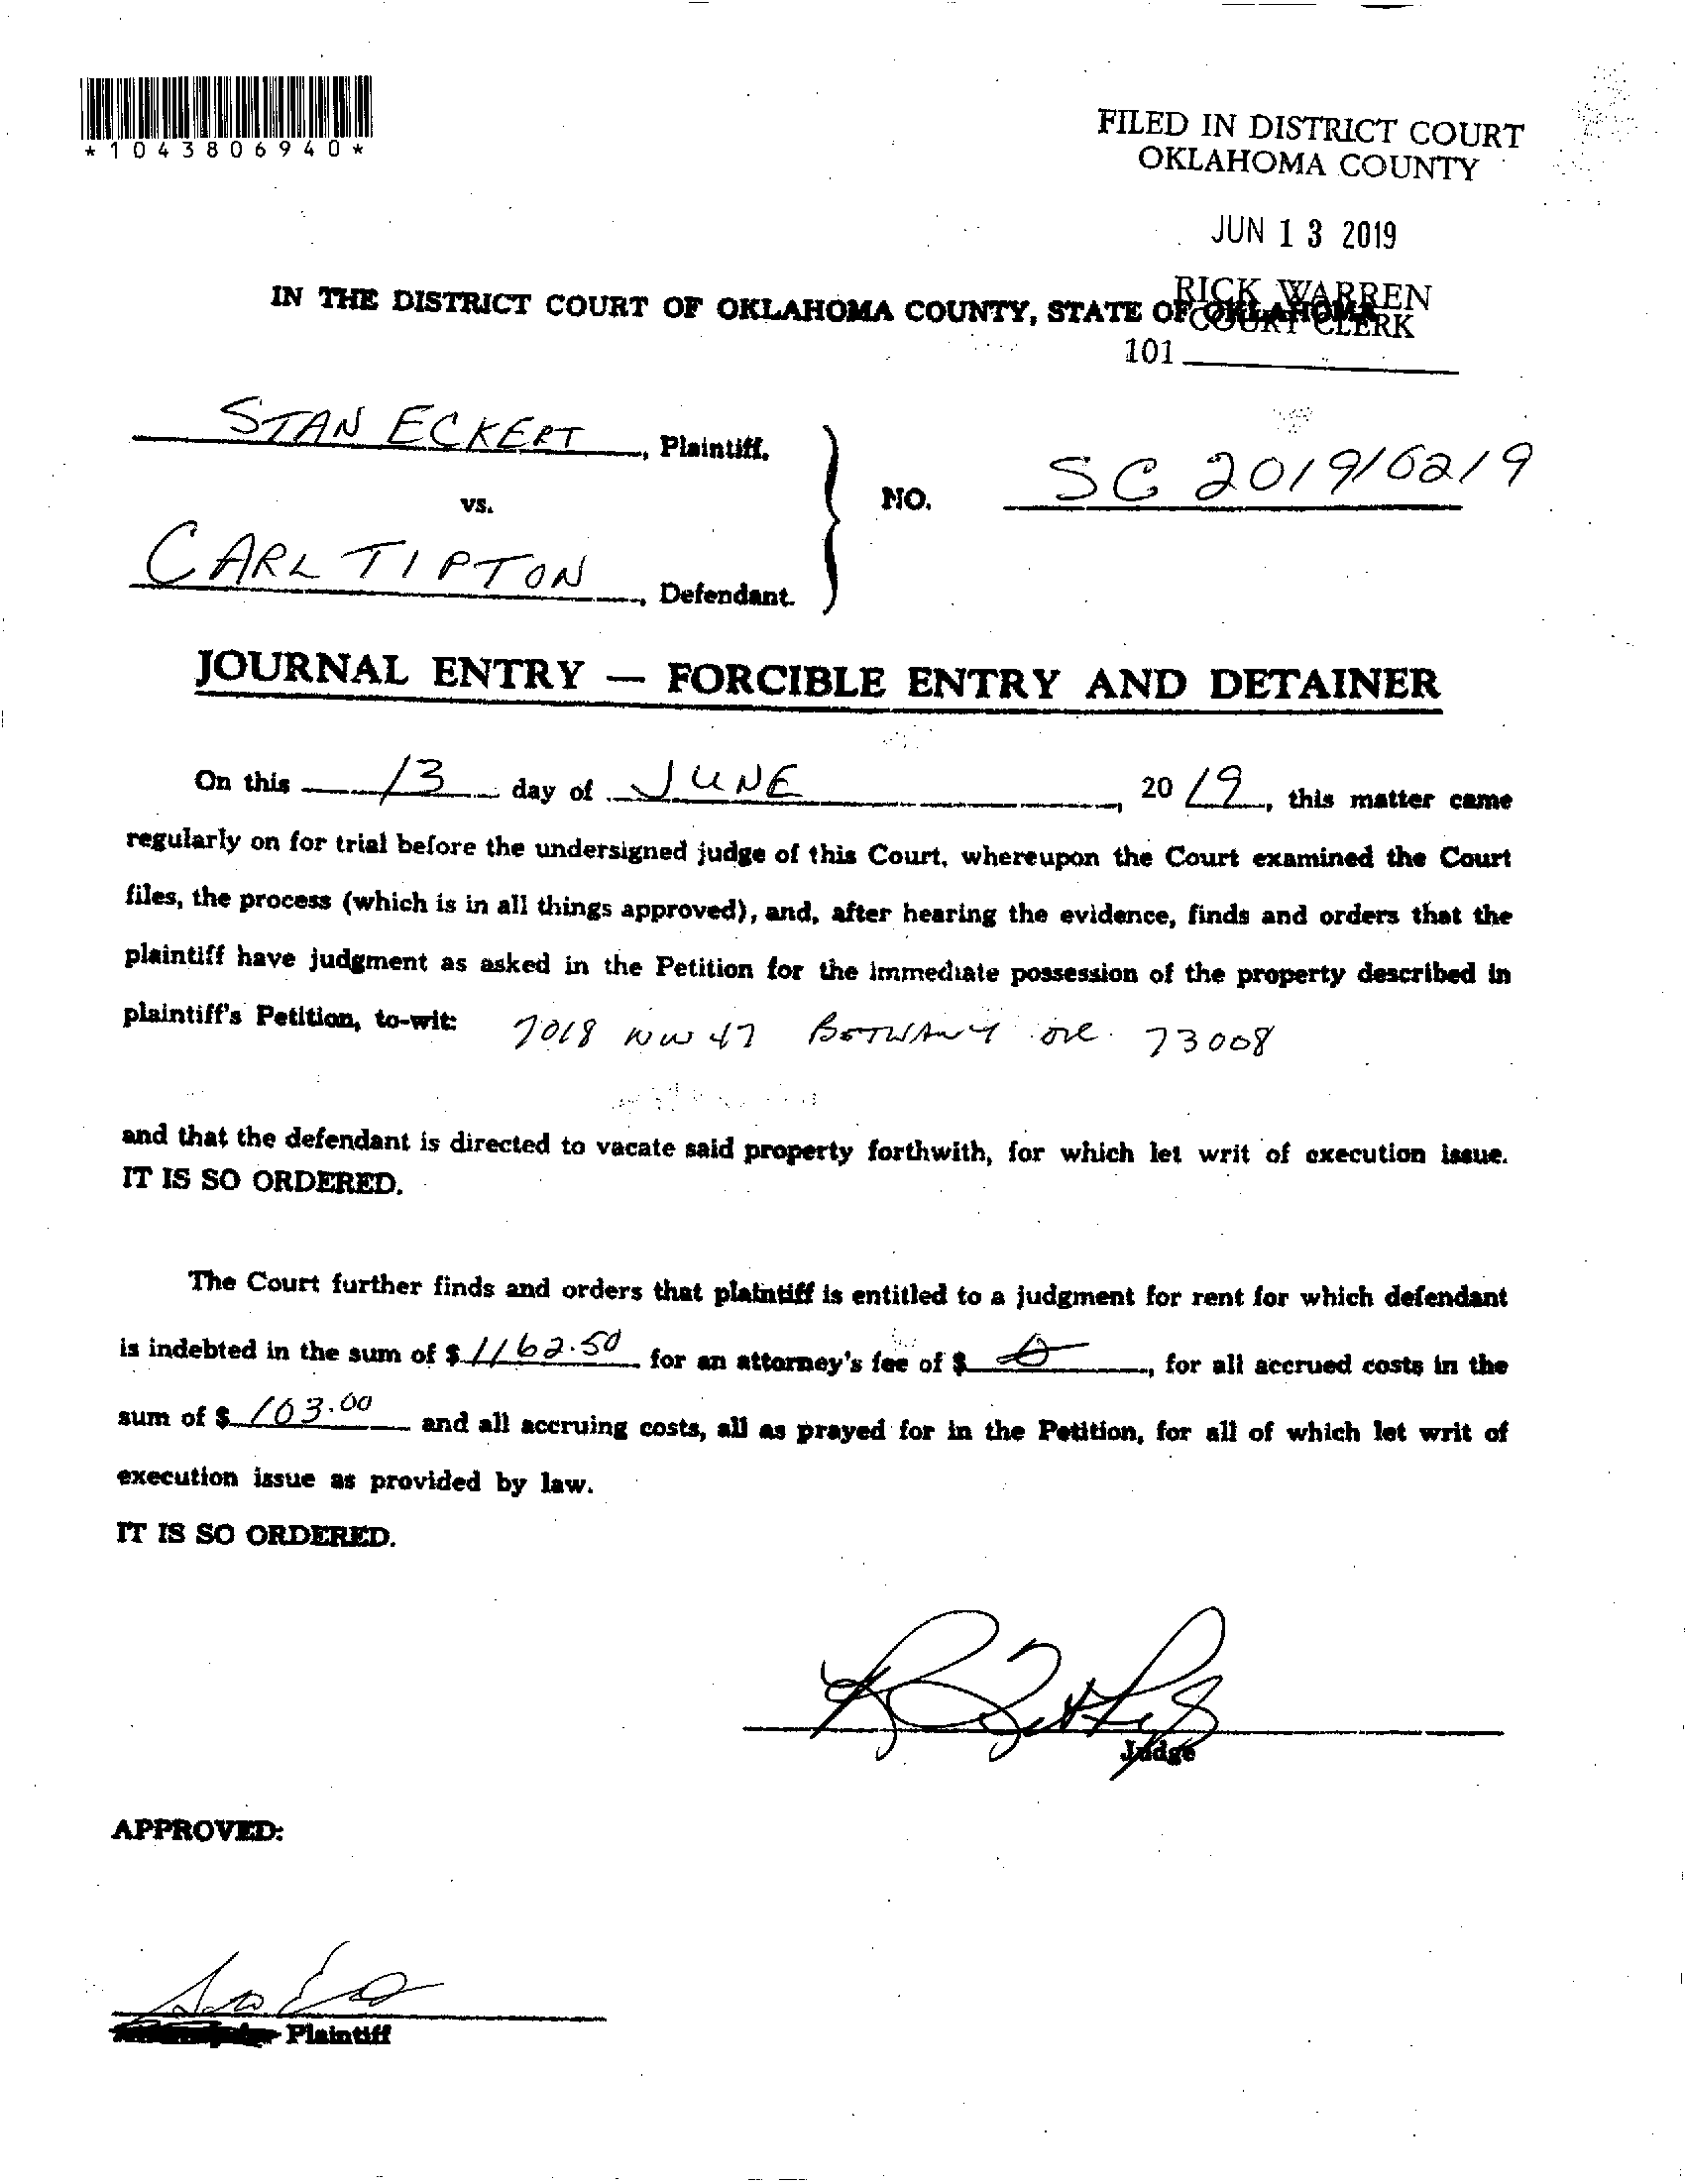 *1043806940*
FILED IN DISTRICT COURT
OKLAHOMA COUNTY
JUN 13 2019
RICK WARREN
COURT CLERK
101
IN THE DISTRICT COURT OF OKLAHOMA COUNTY, STATE OF OKLAHOMA
STAN ECKERT, Plaintiff,
vs.
NO. SC 2019/6219
CARL TIPTON, Defendant.
JOURNAL ENTRY — FORCIBLE ENTRY AND DETAINER
On this 13 day of JUNE, 20 19, this matter came
regularly on for trial before the undersigned judge of this Court, whereupon the Court examined the Court
files, the process (which is in all things approved), and, after hearing the evidence, finds and orders that the
plaintiff have judgment as asked in the Petition for the immediate possession of the property described in
plaintiff's Petition, to-wit: 7018 NW 47 BETHANY OK. 73008
and that the defendant is directed to vacate said property forthwith, for which let writ of execution issue.
IT IS SO ORDERED.
The Court further finds and orders that plaintiff is entitled to a judgment for rent for which defendant
is indebted in the sum of $ 1162.50 for an attorney's fee of $ 0, for all accrued costs in the
sum of $ 103.00 and all accruing costs, all as prayed for in the Petition, for all of which let writ of
execution issue as provided by law.
IT IS SO ORDERED.
Judge
APPROVED:
Plaintiff